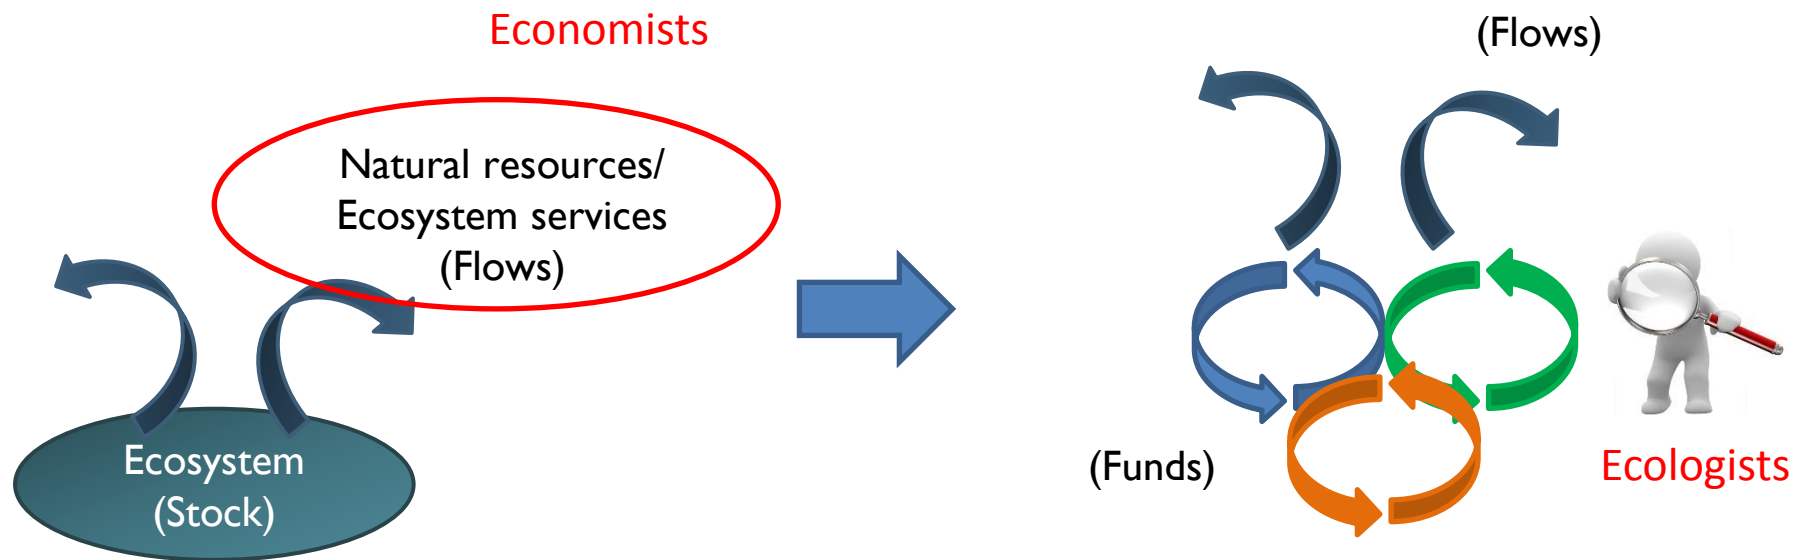 Economists
Natural resources/
Ecosystem services
(Flows)
Ecosystem
(Stock)
(Flows)
(Funds)
Ecologists